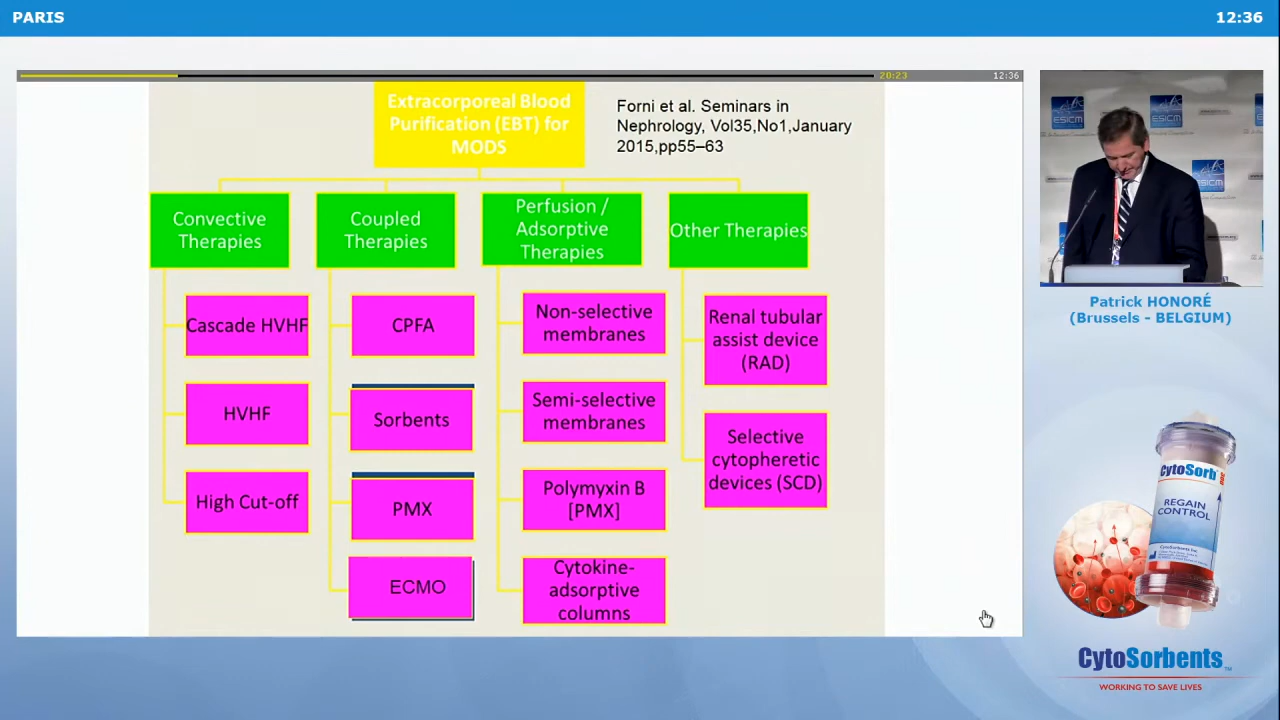 PARIS
12:36
20:23
12:36
Extracorporeal Blood
Purification (EBT) for
MODS
Forni et al. Seminars in
Nephrology, Vol35,No1,January
2015,pp55–63
Convective
Therapies
Cascade HVHF
HVHF
High Cut-off
Coupled
Therapies
CPFA
Sorbents
PMX
ECMO
Perfusion /
Adsorptive
Therapies
Non-selective
membranes
Semi-selective
membranes
Polymyxin B
[PMX]
Cytokine-
adsorptive
columns
Other Therapies
Renal tubular
assist device
(RAD)
Selective
cytopheretic
devices (SCD)
ESICM
ESICM
ESICM
Patrick HONORÉ
(Brussels - BELGIUM)
CytoSorb
REGAIN
CONTROL
CytoSorbents
WORKING TO SAVE LIVES